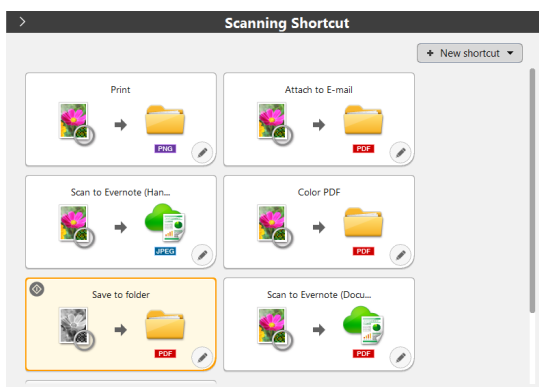 Scanning Shortcut
+ New shortcut
Print
PNG
Attach to E-mail
PDF
Scan to Evernote (Han...
JPEG
Color PDF
PDF
Save to folder
PDF
Scan to Evernote (Docu...
PDF